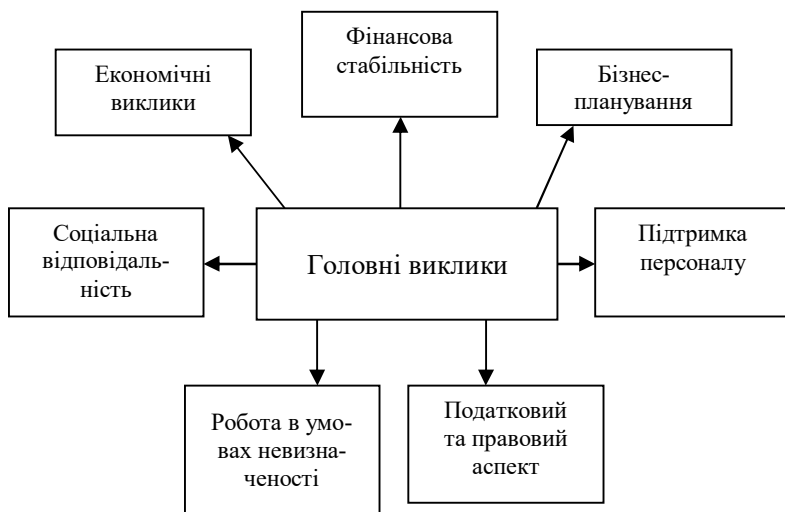 Економічні
виклики
Фінансова
стабільність
Бізнес-
планування
Соціальна
відповідаль-
ність
Головні виклики
Підтримка
персоналу
Робота в умо-
вах невизна-
ченості
Податковий
та правовий
аспект